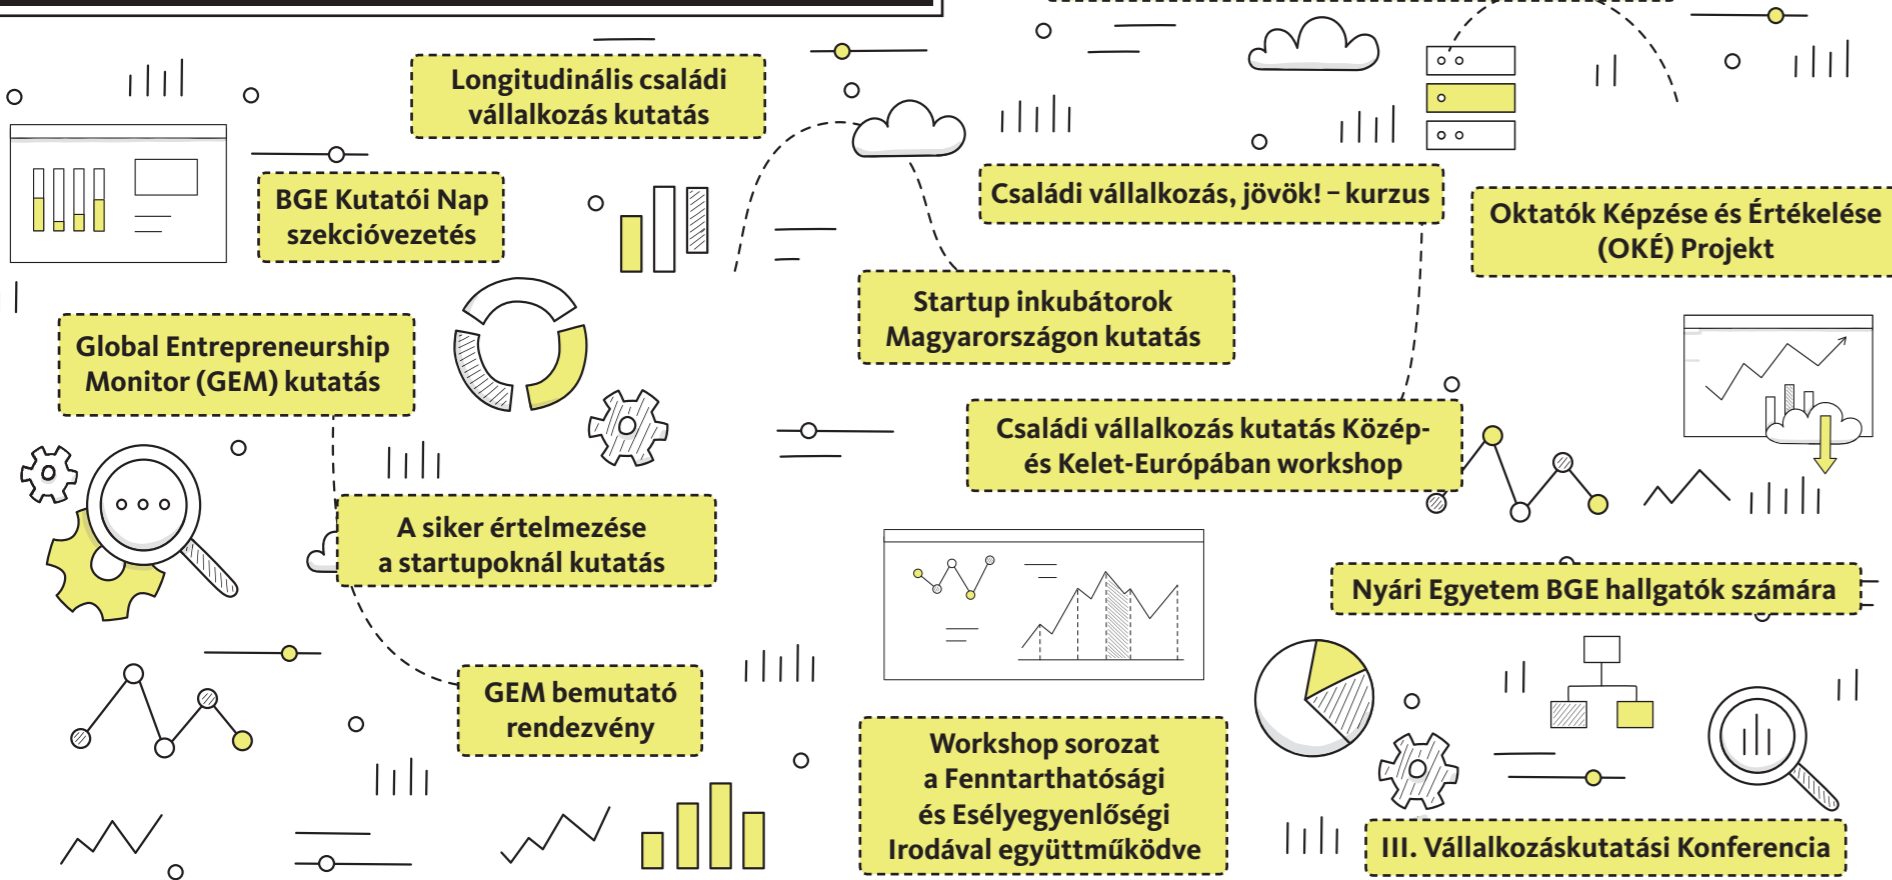 Longitudinális családi
vállalkozás kutatás
BGE Kutatói Nap
szekcióvezetés
Családi vállalkozás, jövök! – kurzus
Oktatók Képzése és Értékelése
(OKÉ) Projekt
Startup inkubátorok
Magyarországon kutatás
Global Entrepreneurship
Monitor (GEM) kutatás
Családi vállalkozás kutatás Közép-
és Kelet-Európában workshop
A siker értelmezése
a startupoknál kutatás
Nyári Egyetem BGE hallgatók számára
GEM bemutató
rendezvény
Workshop sorozat
a Fenntarthatósági
és Esélyegyenlőségi
Irodával együttműködve
III. Vállalkozáskutatási Konferencia